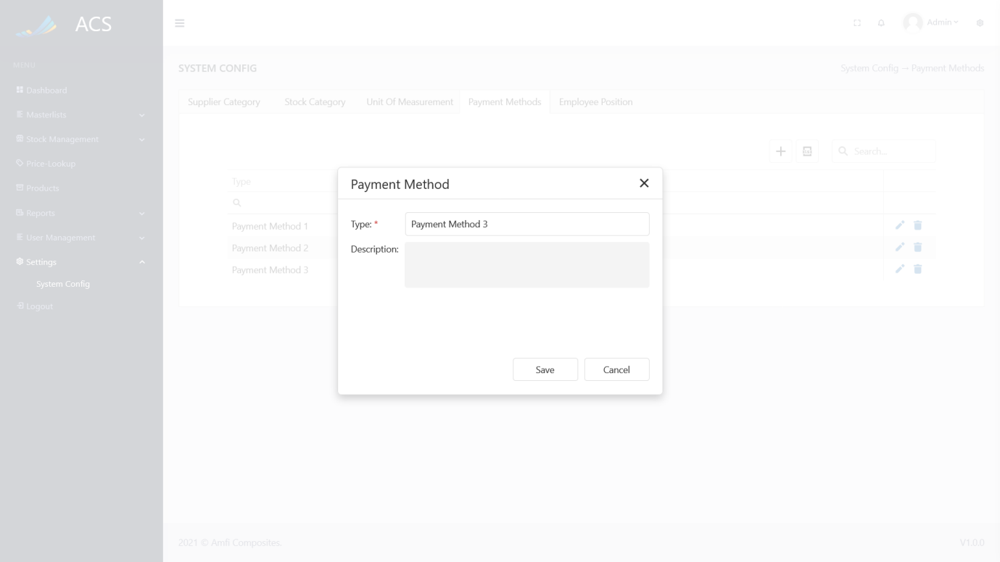 ACS
Admin
MENU
SYSTEM CONFIG
System Config → Payment Methods
Dashboard
Supplier Category Stock Category Unit Of Measurement Payment Methods Employee Position
Masterlists
Stock Management
Search...
Price-Lookup
Products
Reports
User Management
Settings
System Config
Logout
Type
Payment Method 1
Payment Method 2
Payment Method 3
Payment Method
Type: * Payment Method 3
Description:
Save Cancel
2021 © Amfi Composites.
V1.0.0